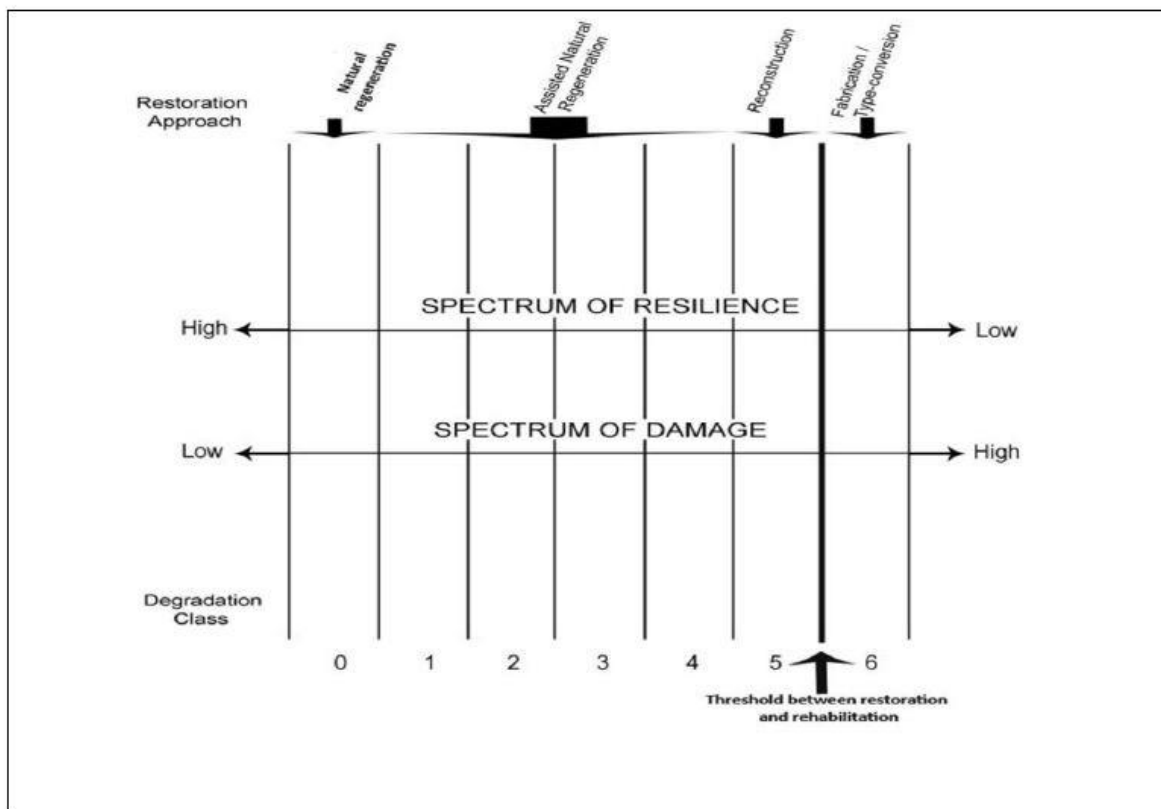 Natural
regeneration
Assisted Natural
Regeneration
Reconstruction
Fabrication /
Type-conversion
Restoration
Approach
SPECTRUM OF RESILIENCE
High
Low
SPECTRUM OF DAMAGE
Low
High
Degradation
Class
0 1 2 3 4 5 6
Threshold between restoration
and rehabilitation